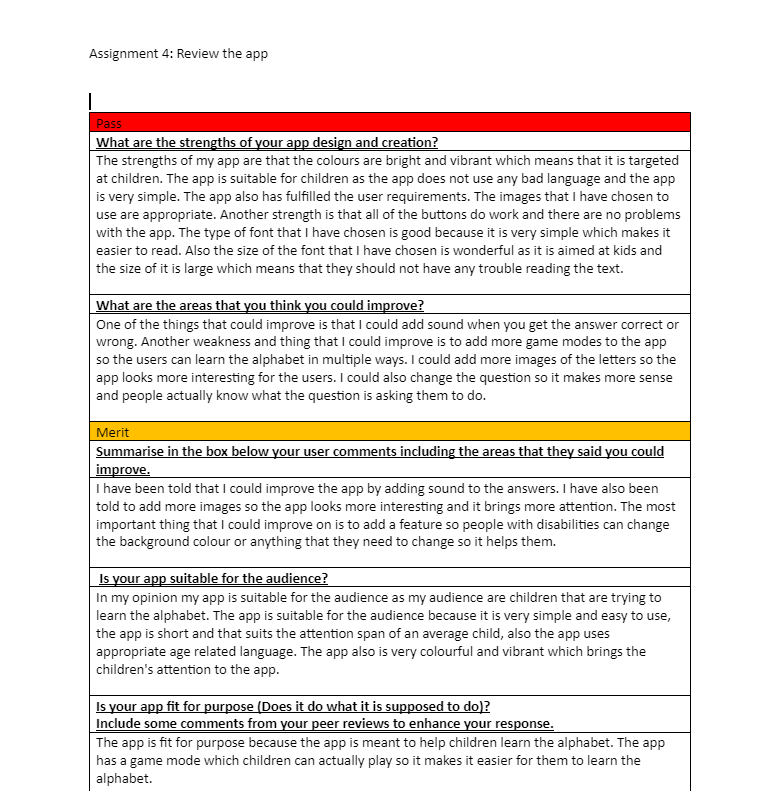 Assignment 4: Review the app
Pass
What are the strengths of your app design and creation?
The strengths of my app are that the colours are bright and vibrant which means that it is targeted
at children. The app is suitable for children as the app does not use any bad language and the app
is very simple. The app also has fulfilled the user requirements. The images that I have chosen to
use are appropriate. Another strength is that all of the buttons do work and there are no problems
with the app. The type of font that I have chosen is good because it is very simple which makes it
easier to read. Also the size of the font that I have chosen is wonderful as it is aimed at kids and
the size of it is large which means that they should not have any trouble reading the text.
What are the areas that you think you could improve?
One of the things that could improve is that I could add sound when you get the answer correct or
wrong. Another weakness and thing that I could improve is to add more game modes to the app
so the users can learn the alphabet in multiple ways. I could add more images of the letters so the
app looks more interesting for the users. I could also change the question so it makes more sense
and people actually know what the question is asking them to do.
Merit
Summarise in the box below your user comments including the areas that they said you could
improve.
I have been told that I could improve the app by adding sound to the answers. I have also been
told to add more images so the app looks more interesting and it brings more attention. The most
important thing that I could improve on is to add a feature so people with disabilities can change
the background colour or anything that they need to change so it helps them.
Is your app suitable for the audience?
In my opinion my app is suitable for the audience as my audience are children that are trying to
learn the alphabet. The app is suitable for the audience because it is very simple and easy to use,
the app is short and that suits the attention span of an average child, also the app uses
appropriate age related language. The app also is very colourful and vibrant which brings the
children's attention to the app.
Is your app fit for purpose (Does it do what it is supposed to do)?
Include some comments from your peer reviews to enhance your response.
The app is fit for purpose because the app is meant to help children learn the alphabet. The app
has a game mode which children can actually play so it makes it easier for them to learn the
alphabet.